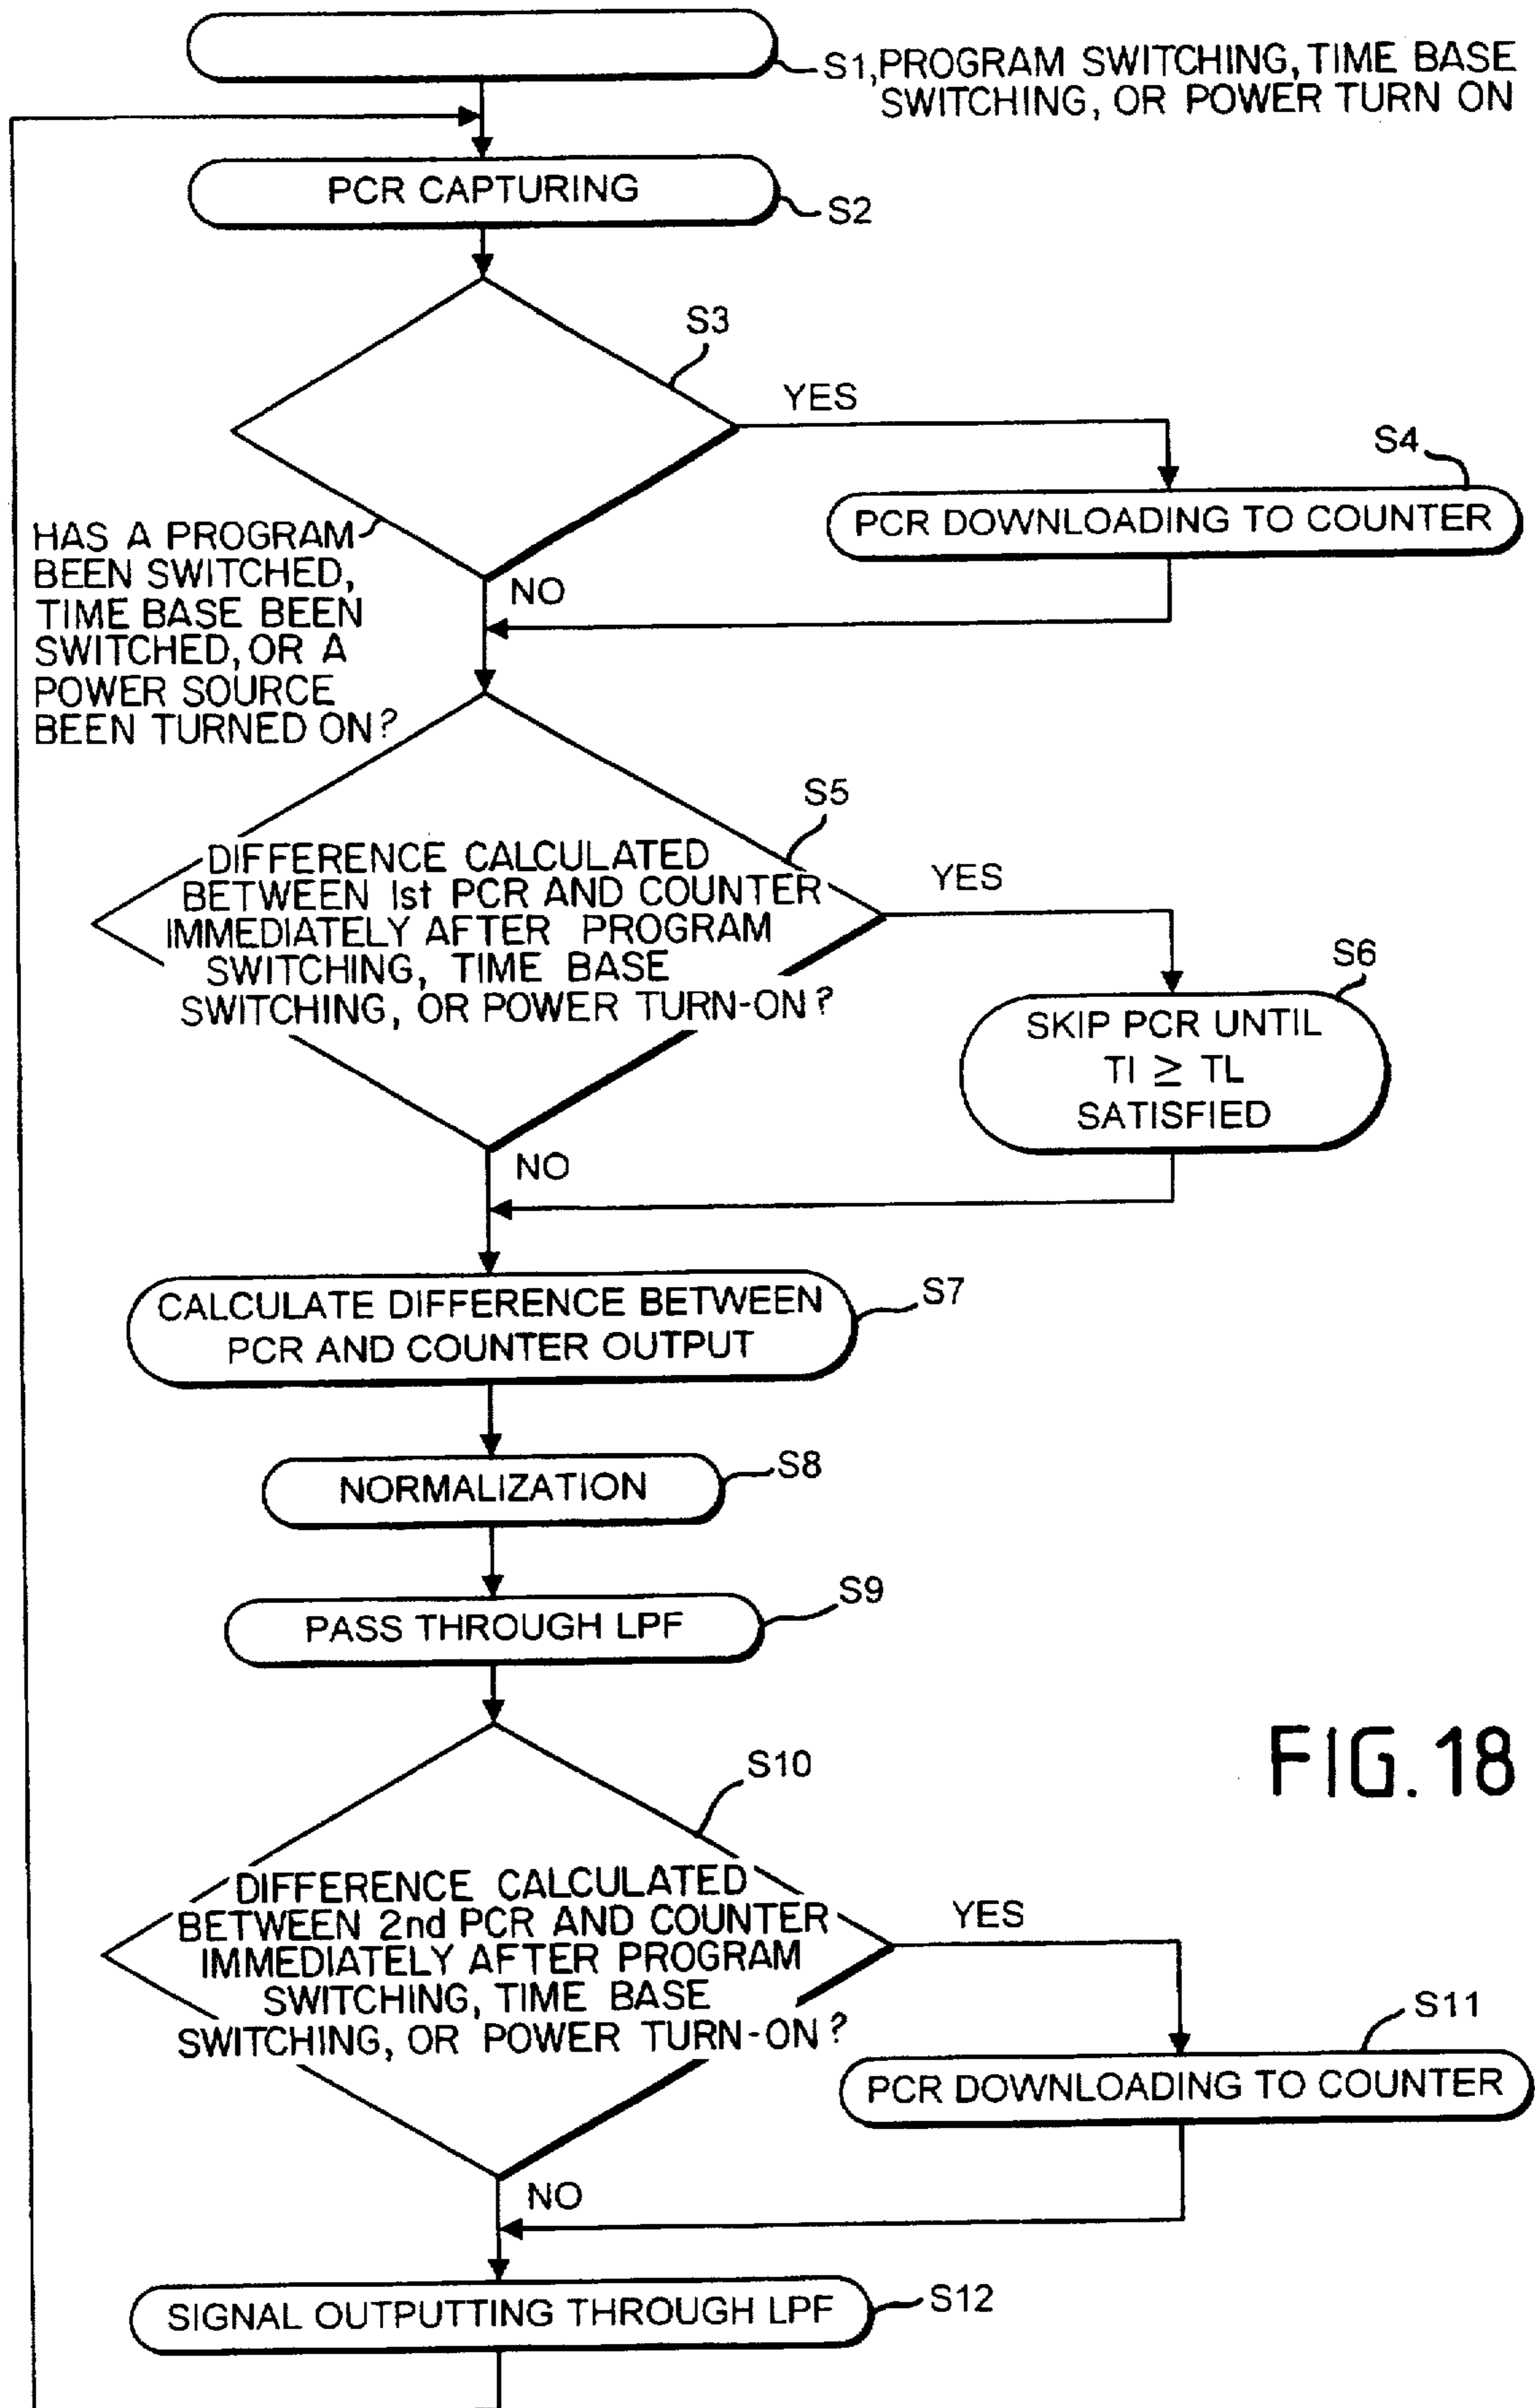 S1, PROGRAM SWITCHING, TIME BASE
SWITCHING, OR POWER TURN ON
PCR CAPTURING
S2
S3
YES
S4
PCR DOWNLOADING TO COUNTER
HAS A PROGRAM
BEEN SWITCHED,
TIME BASE BEEN
SWITCHED, OR A
POWER SOURCE
BEEN TURNED ON?
NO
S5
DIFFERENCE CALCULATED
BETWEEN 1st PCR AND COUNTER
IMMEDIATELY AFTER PROGRAM
SWITCHING, TIME BASE
SWITCHING, OR POWER TURN-ON?
YES
S6
SKIP PCR UNTIL
TI ≥ TL
SATISFIED
NO
CALCULATE DIFFERENCE BETWEEN
PCR AND COUNTER OUTPUT
S7
NORMALIZATION
S8
PASS THROUGH LPF
S9
FIG. 18
S10
DIFFERENCE CALCULATED
BETWEEN 2nd PCR AND COUNTER
IMMEDIATELY AFTER PROGRAM
SWITCHING, TIME BASE
SWITCHING, OR POWER TURN-ON?
YES
S11
PCR DOWNLOADING TO COUNTER
NO
SIGNAL OUTPUTTING THROUGH LPF
S12